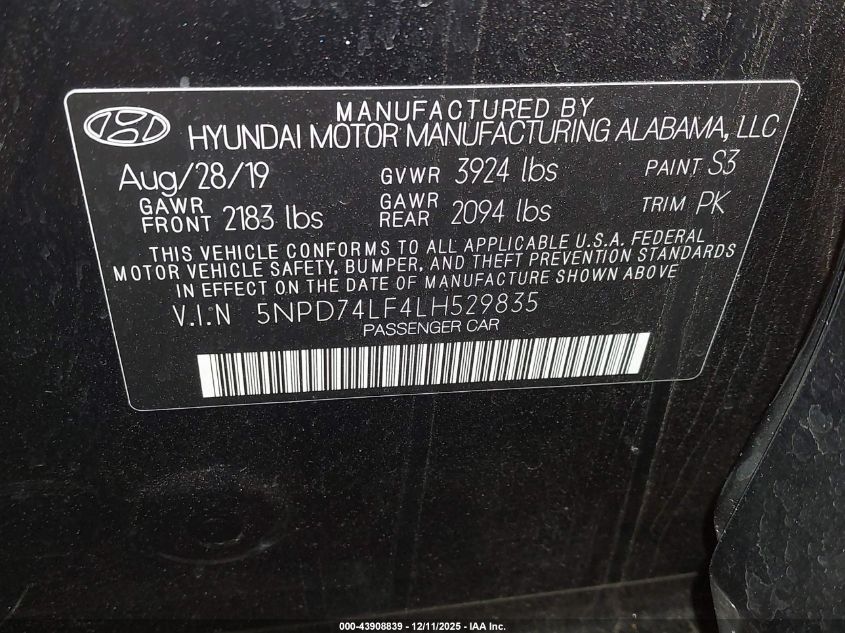 MANUFACTURED BY
HYUNDAI MOTOR MANUFACTURING ALABAMA, LLC
Aug/28/19 GVWR 3924 lbs PAINT S3
GAWR FRONT 2183 lbs GAWR REAR 2094 lbs TRIM PK
THIS VEHICLE CONFORMS TO ALL APPLICABLE U.S.A. FEDERAL
MOTOR VEHICLE SAFETY, BUMPER, AND THEFT PREVENTION STANDARDS
IN EFFECT ON THE DATE OF MANUFACTURE SHOWN ABOVE
V.I.N 5NPD74LF4LH529835
PASSENGER CAR
000-43908839 - 12/11/2025 - IAA Inc.